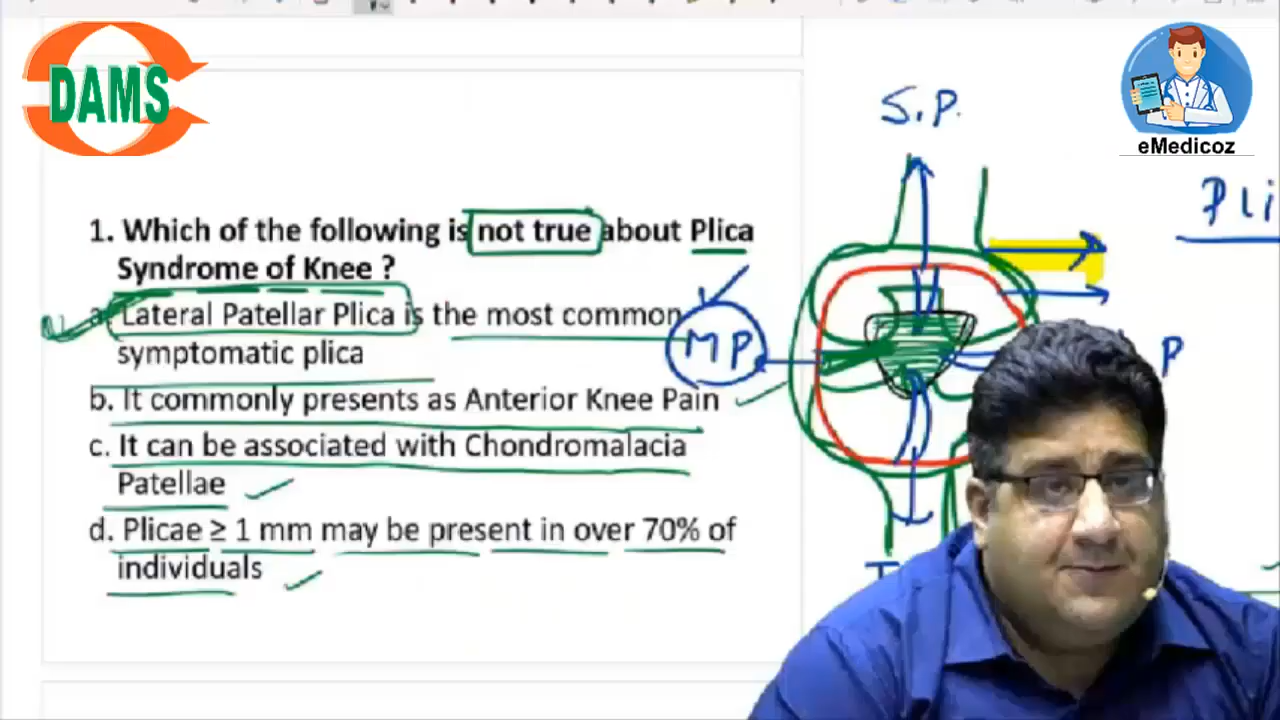 DAMS
eMedicoz
S.P.
Pli
1. Which of the following is not true about Plica
Syndrome of Knee ?
a. Lateral Patellar Plica is the most common
symptomatic plica
MP
P
b. It commonly presents as Anterior Knee Pain
c. It can be associated with Chondromalacia
Patellae
d. Plicae ≥ 1 mm may be present in over 70% of
individuals